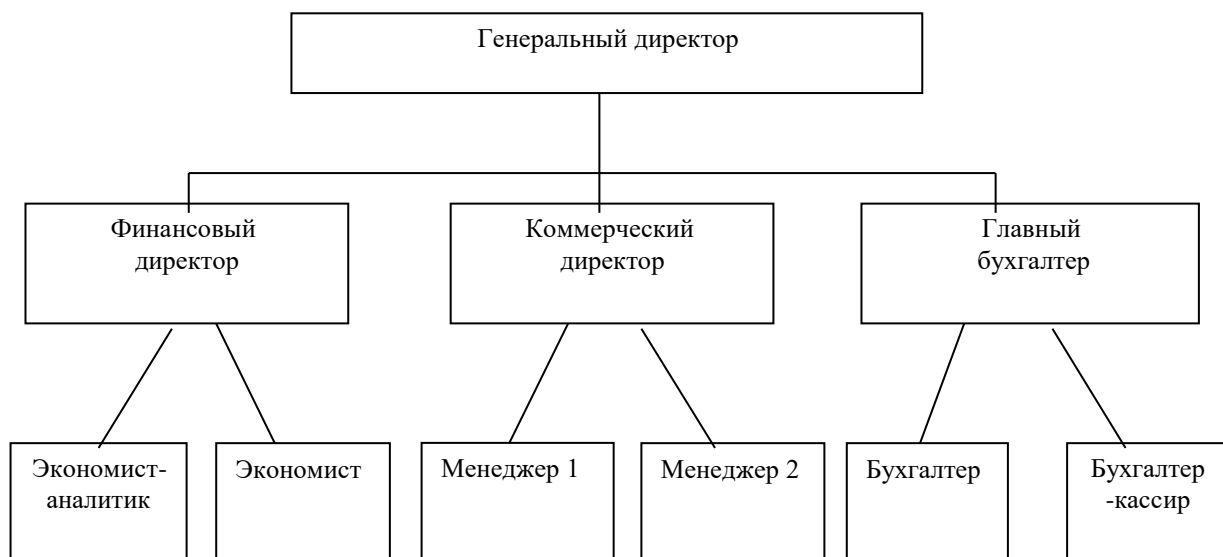 Генеральный директор
Финансовый
директор
Коммерческий
директор
Главный
бухгалтер
Экономист-
аналитик
Экономист
Менеджер 1
Менеджер 2
Бухгалтер
Бухгалтер
-кассир